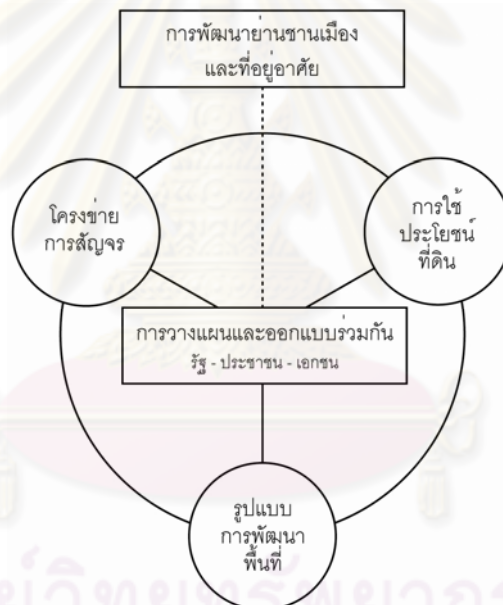 การพัฒนาย่านชานเมือง
และที่อยู่อาศัย
โครงข่าย
การสัญจร
การใช้
ประโยชน์
ที่ดิน
การวางแผนและออกแบบร่วมกัน
รัฐ - ประชาชน - เอกชน
รูปแบบ
การพัฒนา
พื้นที่